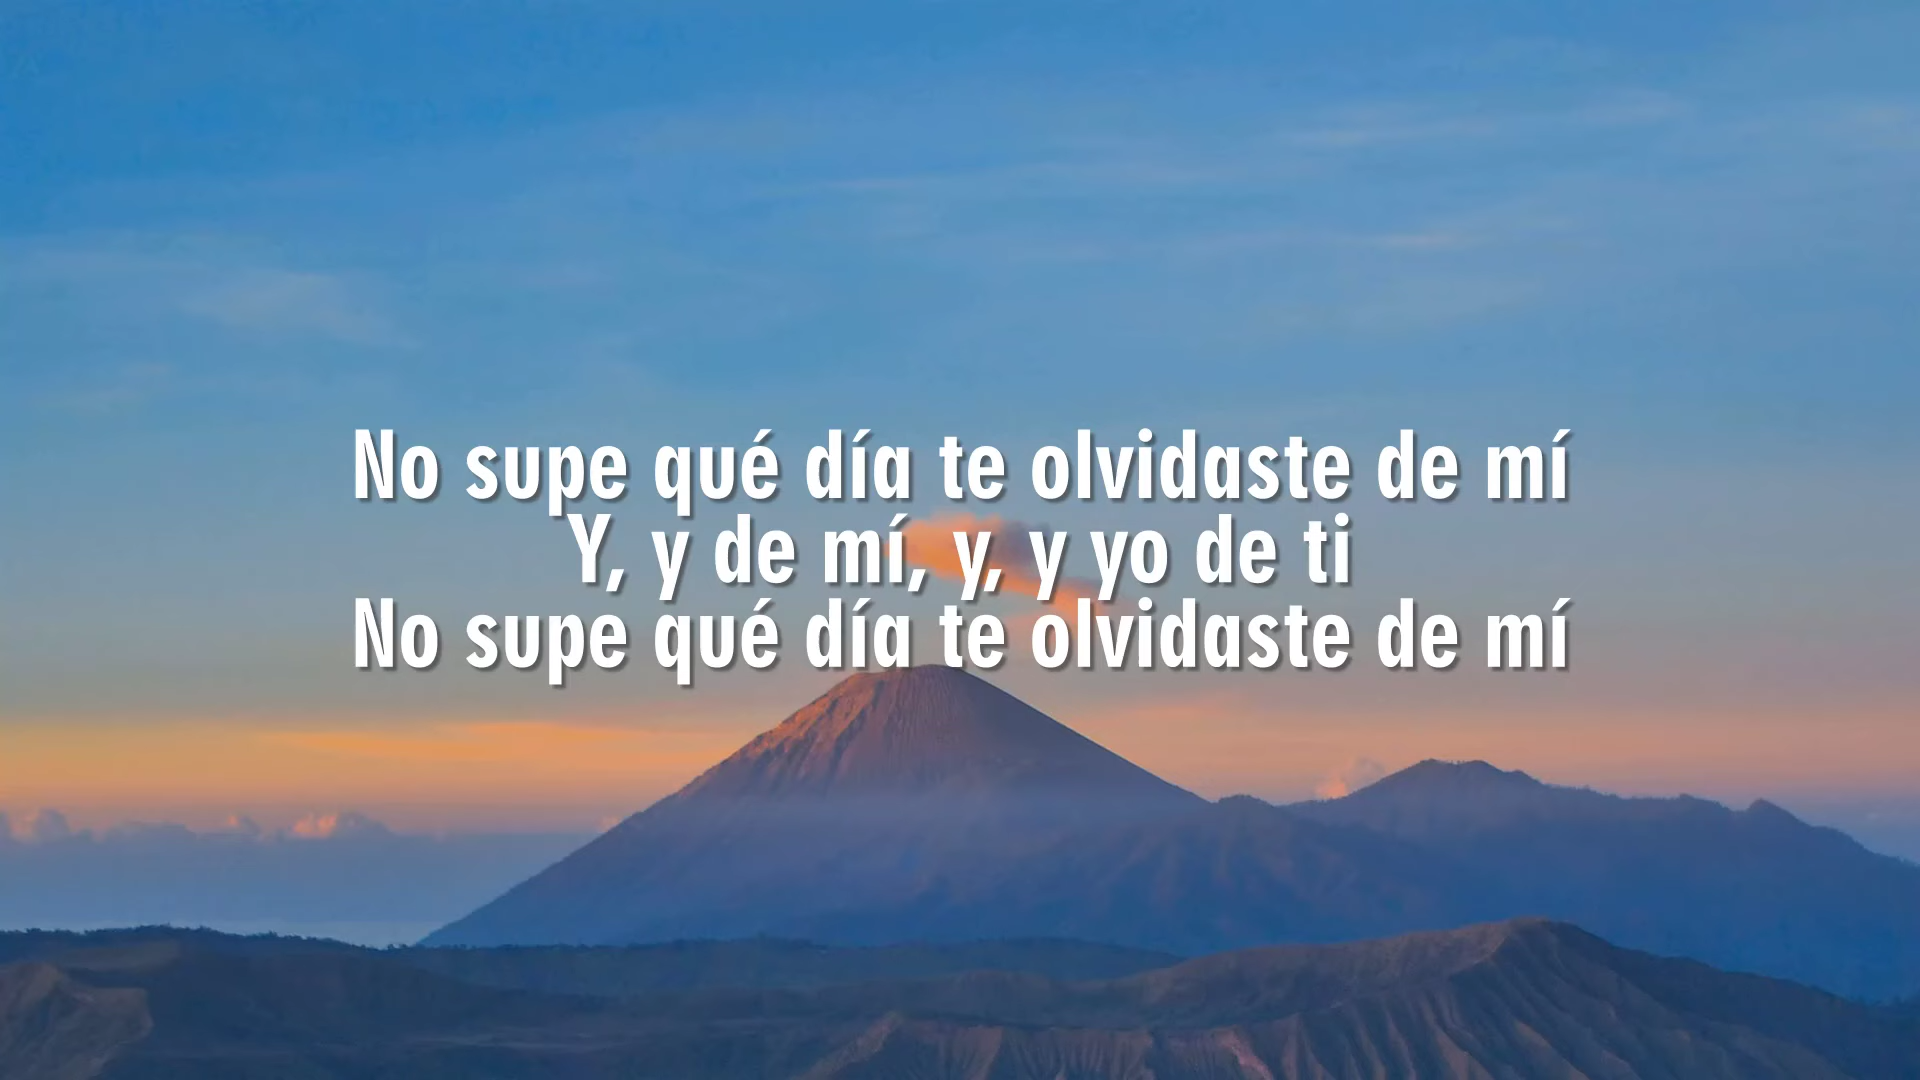 No supe qué día te olvidaste de mí
Y, y de mí, y, y yo de ti
No supe qué día te olvidaste de mí